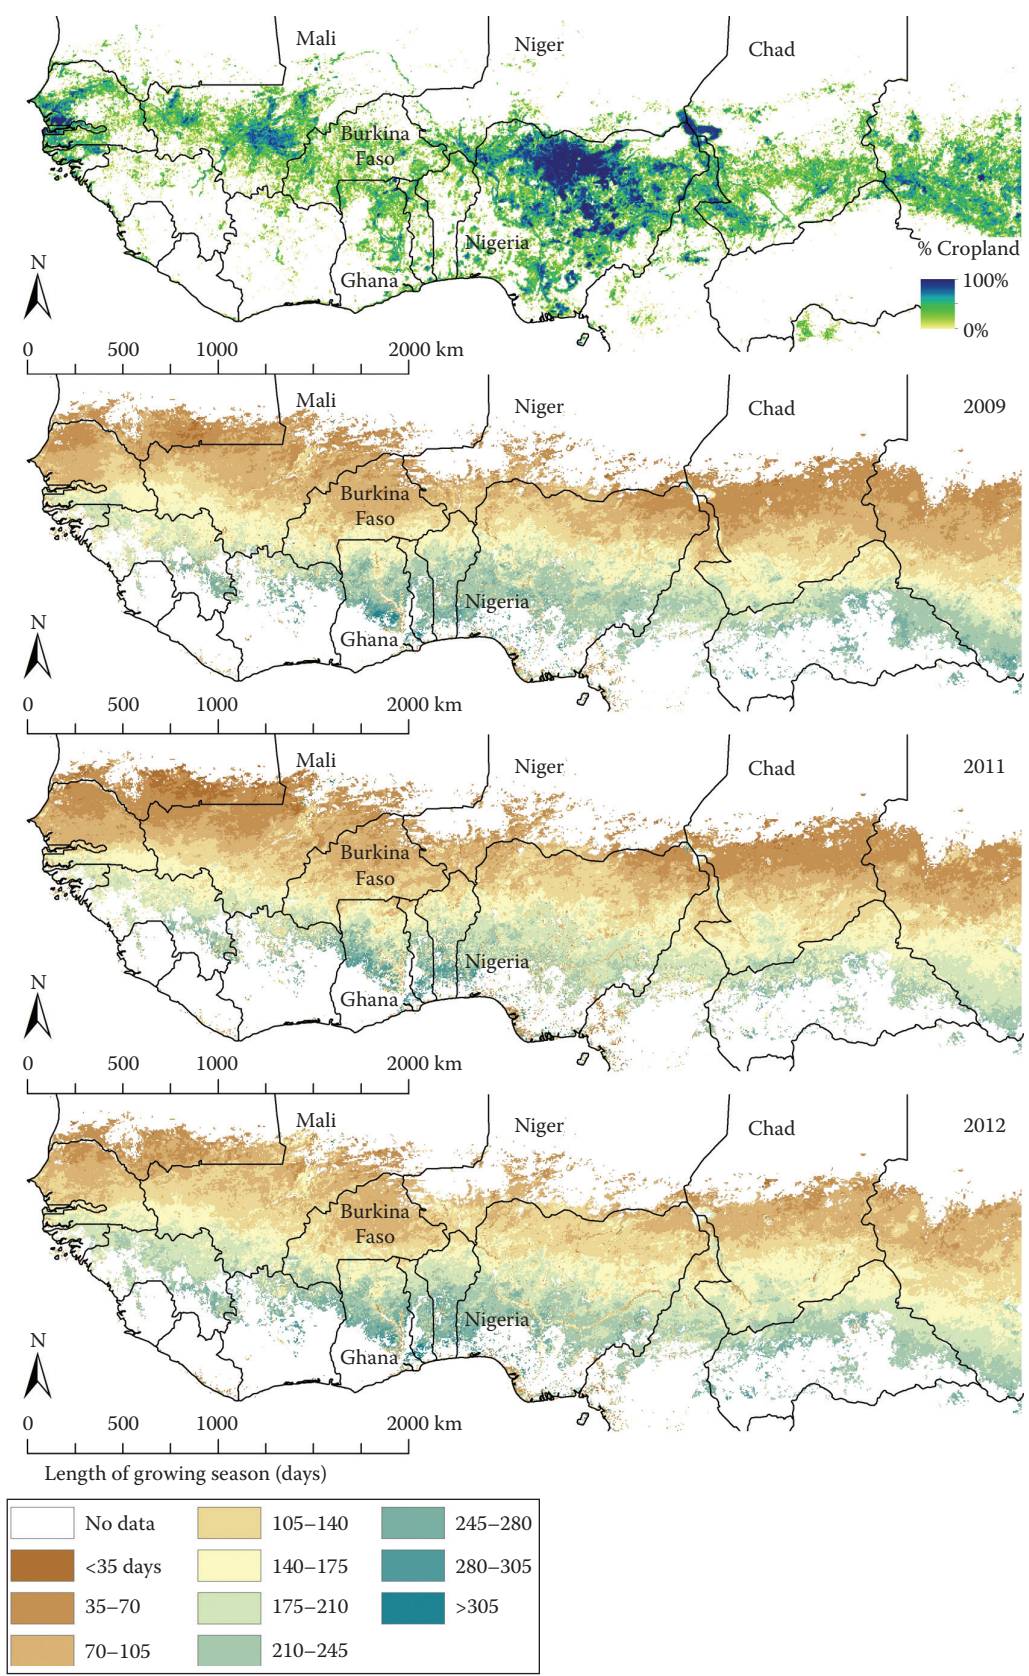 Mali
Niger
Chad
Burkina
Faso
Nigeria
% Cropland
N
Ghana
100%
0%
0 500 1000 2000 km
Mali
Niger
Chad
2009
Burkina
Faso
Nigeria
N
Ghana
0 500 1000 2000 km
Mali
Niger
Chad
2011
Burkina
Faso
Nigeria
N
Ghana
0 500 1000 2000 km
Mali
Niger
Chad
2012
Burkina
Faso
Nigeria
N
Ghana
0 500 1000 2000 km
Length of growing season (days)
No data
<35 days
35–70
70–105
105–140
140–175
175–210
210–245
245–280
280–305
>305